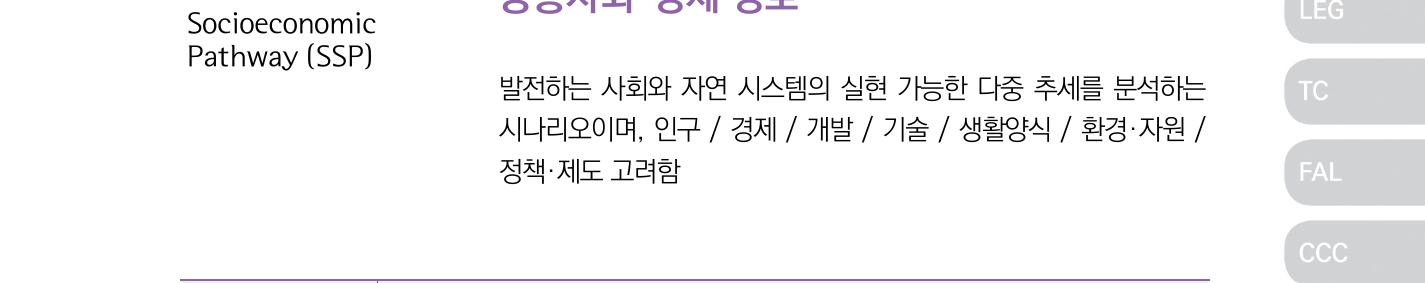 Socioeconomic
Pathway (SSP)
발전하는 사회와 자연 시스템의 실현 가능한 다중 추세를 분석하는
시나리오이며, 인구 / 경제 / 개발 / 기술 / 생활양식 / 환경·자원 /
정책·제도 고려함
LEG
TC
FAL
CCC